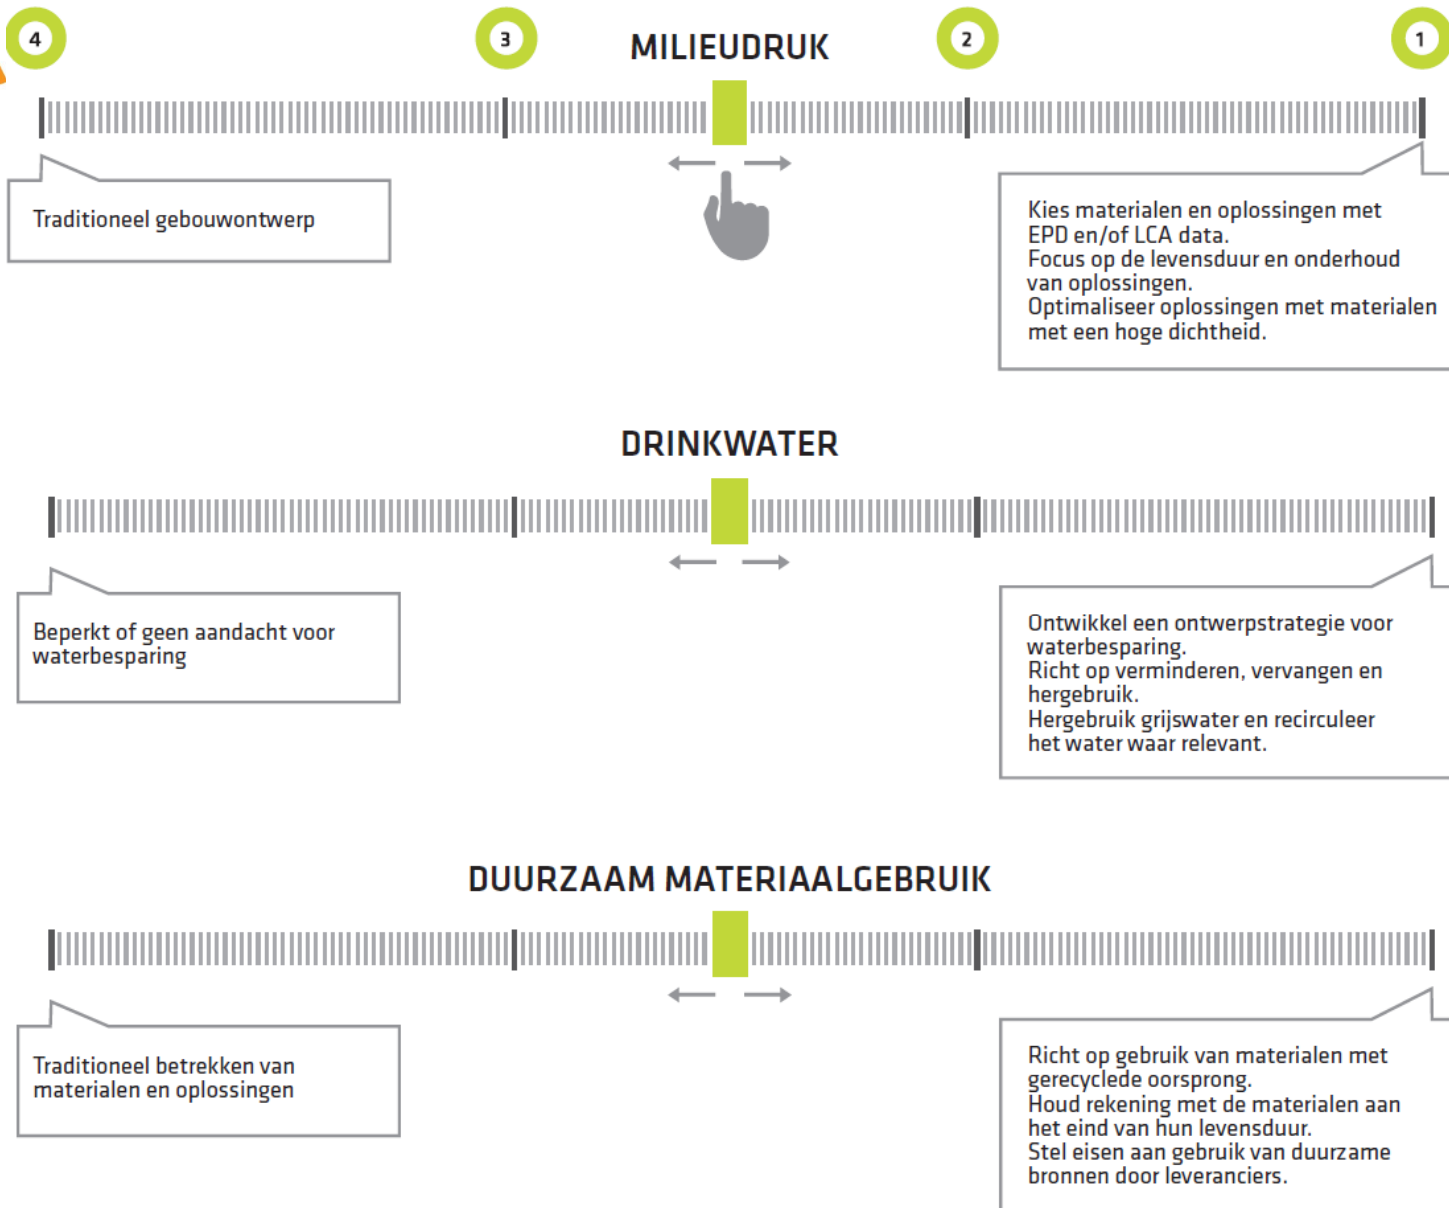 4
3
MILIEUDRUK
2
1
Traditioneel gebouwontwerp
Kies materialen en oplossingen met
EPD en/of LCA data.
Focus op de levensduur en onderhoud
van oplossingen.
Optimaliseer oplossingen met materialen
met een hoge dichtheid.
DRINKWATER
Beperkt of geen aandacht voor
waterbesparing
Ontwikkel een ontwerpstrategie voor
waterbesparing.
Richt op verminderen, vervangen en
hergebruik.
Hergebruik grijswater en recirculeer
het water waar relevant.
DUURZAAM MATERIAALGEBRUIK
Traditioneel betrekken van
materialen en oplossingen
Richt op gebruik van materialen met
gerecyclede oorsprong.
Houd rekening met de materialen aan
het eind van hun levensduur.
Stel eisen aan gebruik van duurzame
bronnen door leveranciers.